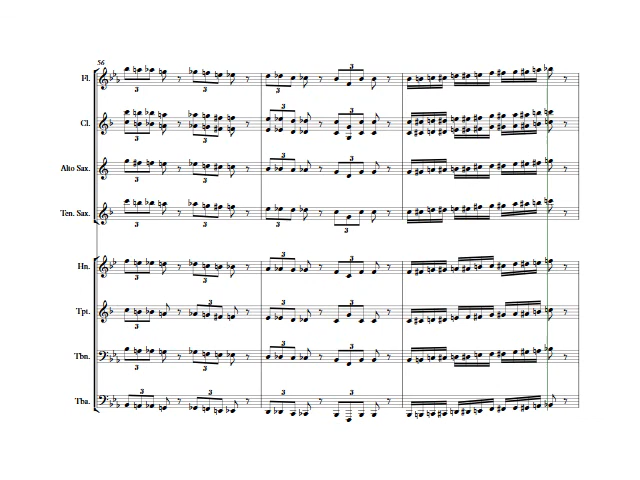 56
Fl.
Cl.
Alto Sax.
Ten. Sax.
Hn.
Tpt.
Tbn.
Tba.